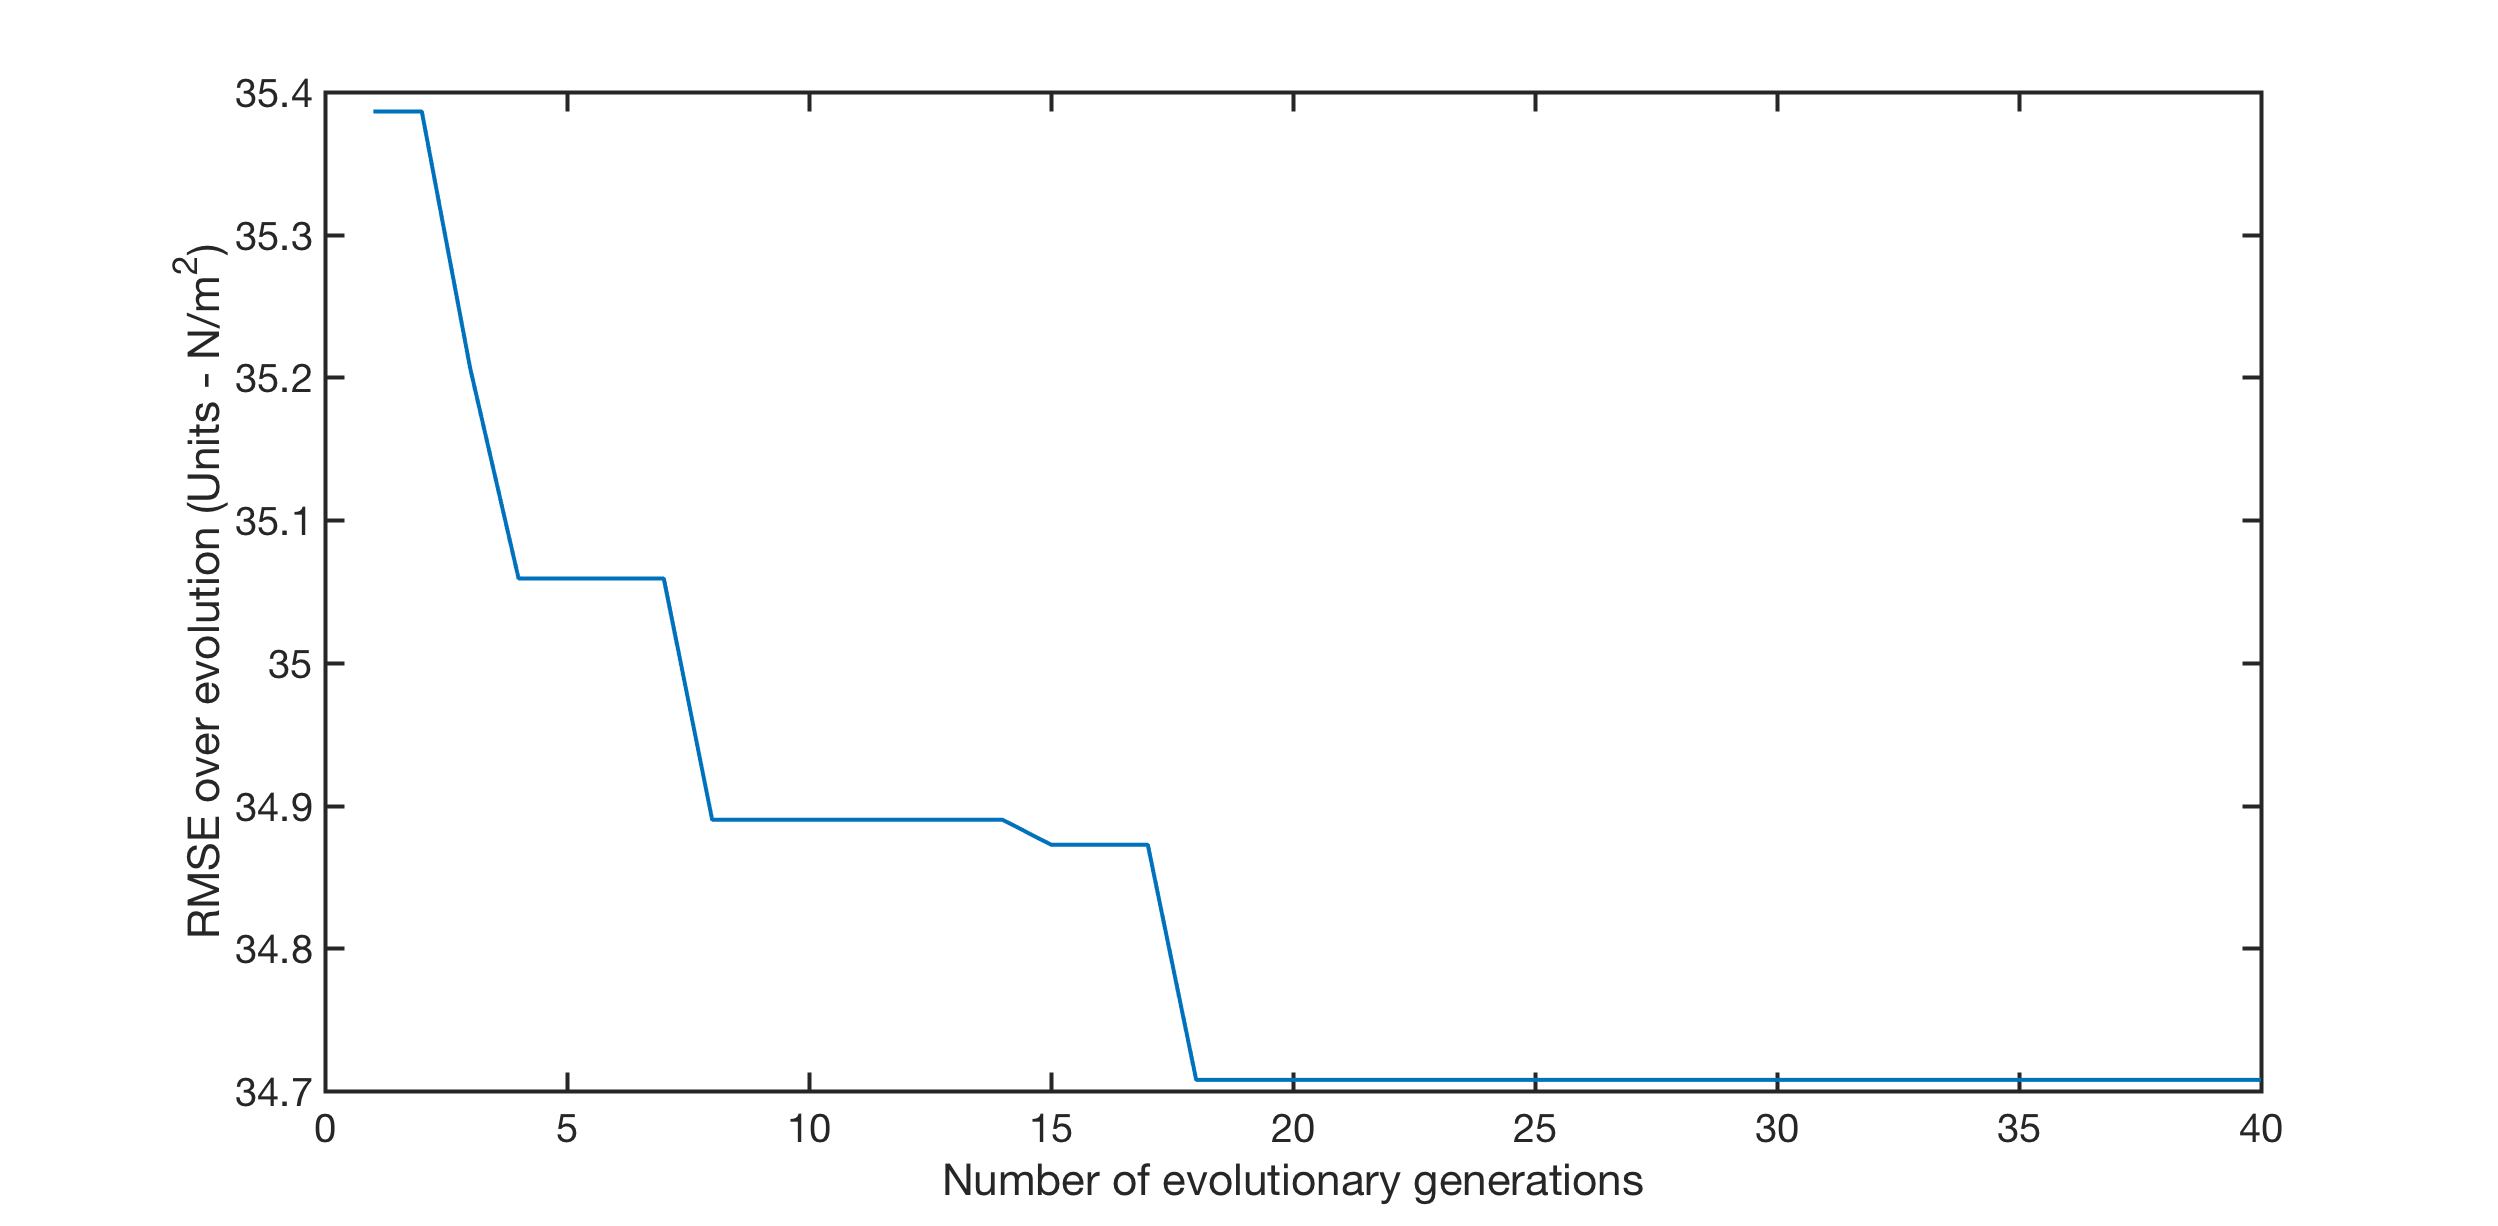 RMSE over evolution (Units - N/m²)
35.4
35.3
35.2
35.1
35
34.9
34.8
34.7
0 5 10 15 20 25 30 35 40
Number of evolutionary generations